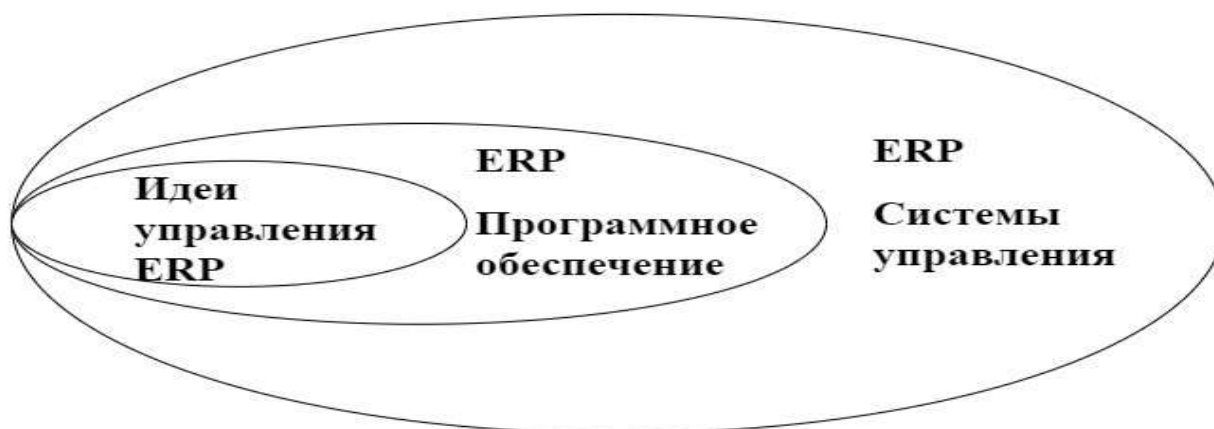 Идеи
управления
ERP
ERP
Программное
обеспечение
ERP
Системы
управления